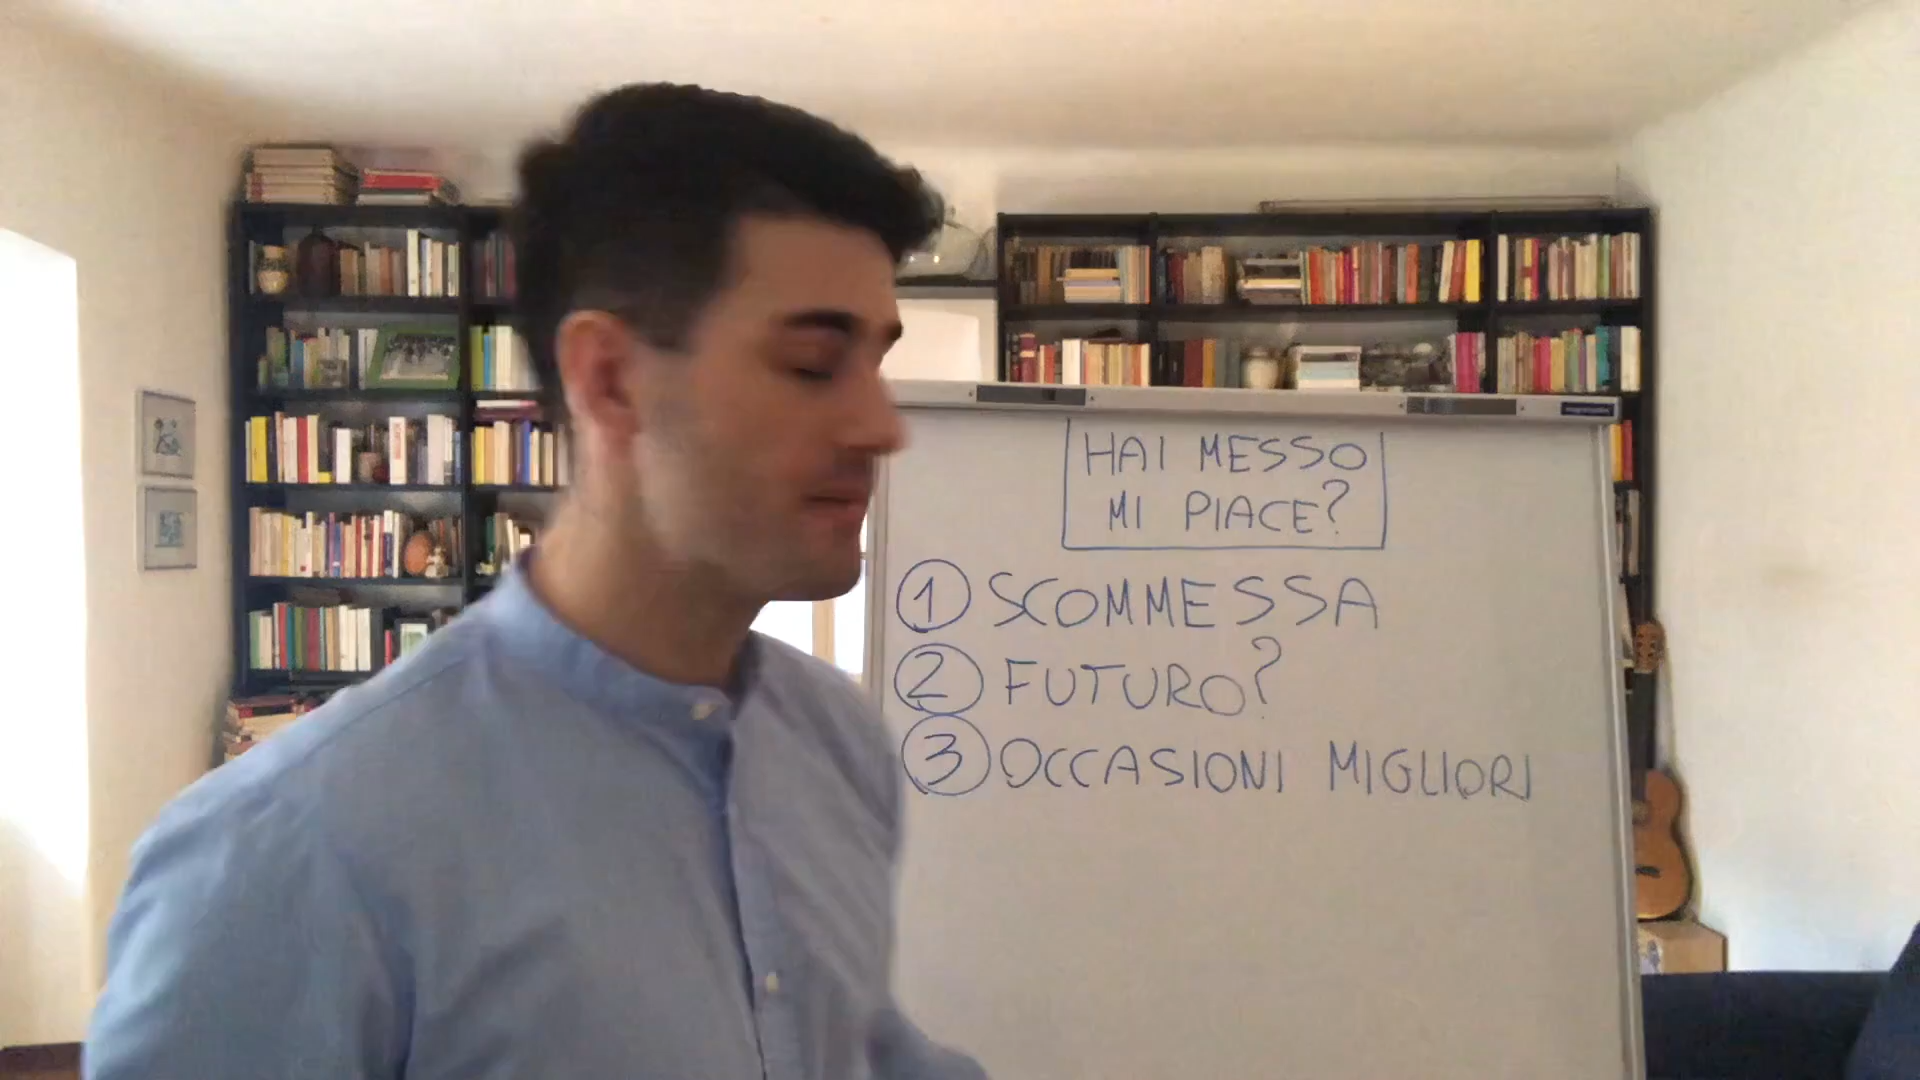 HAI MESSO
MI PIACE?
1 SCOMMESSA
2 FUTURO?
3 OCCASIONI MIGLIORI